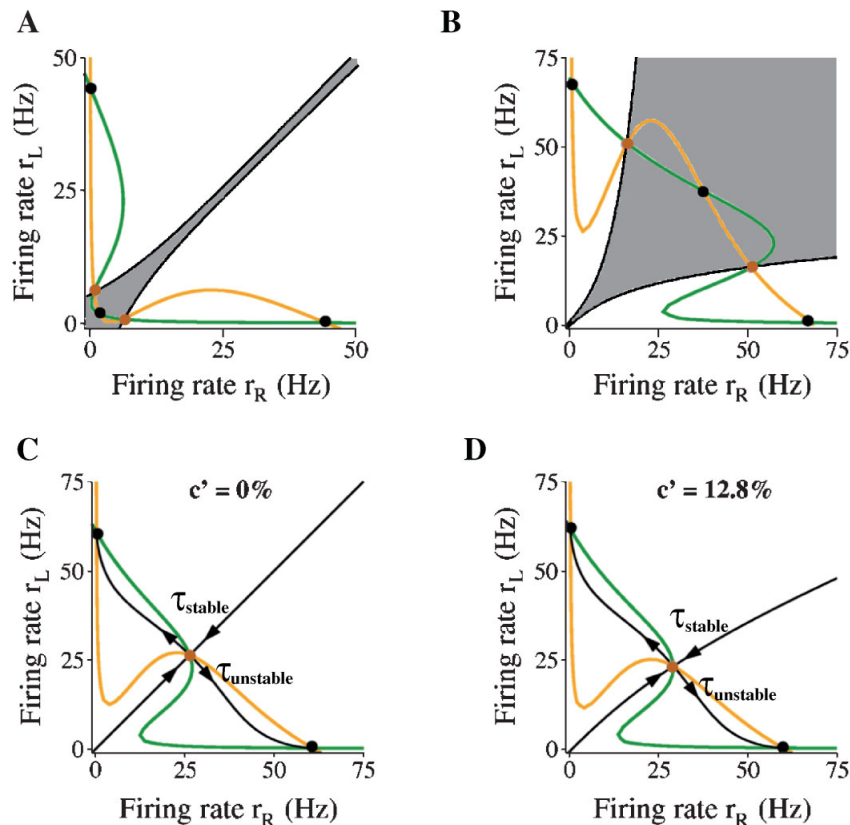 A
50
25
0
Firing rate r_L (Hz)
0 25 50
Firing rate r_R (Hz)
B
75
50
25
0
Firing rate r_L (Hz)
0 25 50 75
Firing rate r_R (Hz)
C
c' = 0%
75
50
25
0
Firing rate r_L (Hz)
τ_stable
τ_unstable
0 25 50 75
Firing rate r_R (Hz)
D
c' = 12.8%
75
50
25
0
Firing rate r_L (Hz)
τ_stable
τ_unstable
0 25 50 75
Firing rate r_R (Hz)